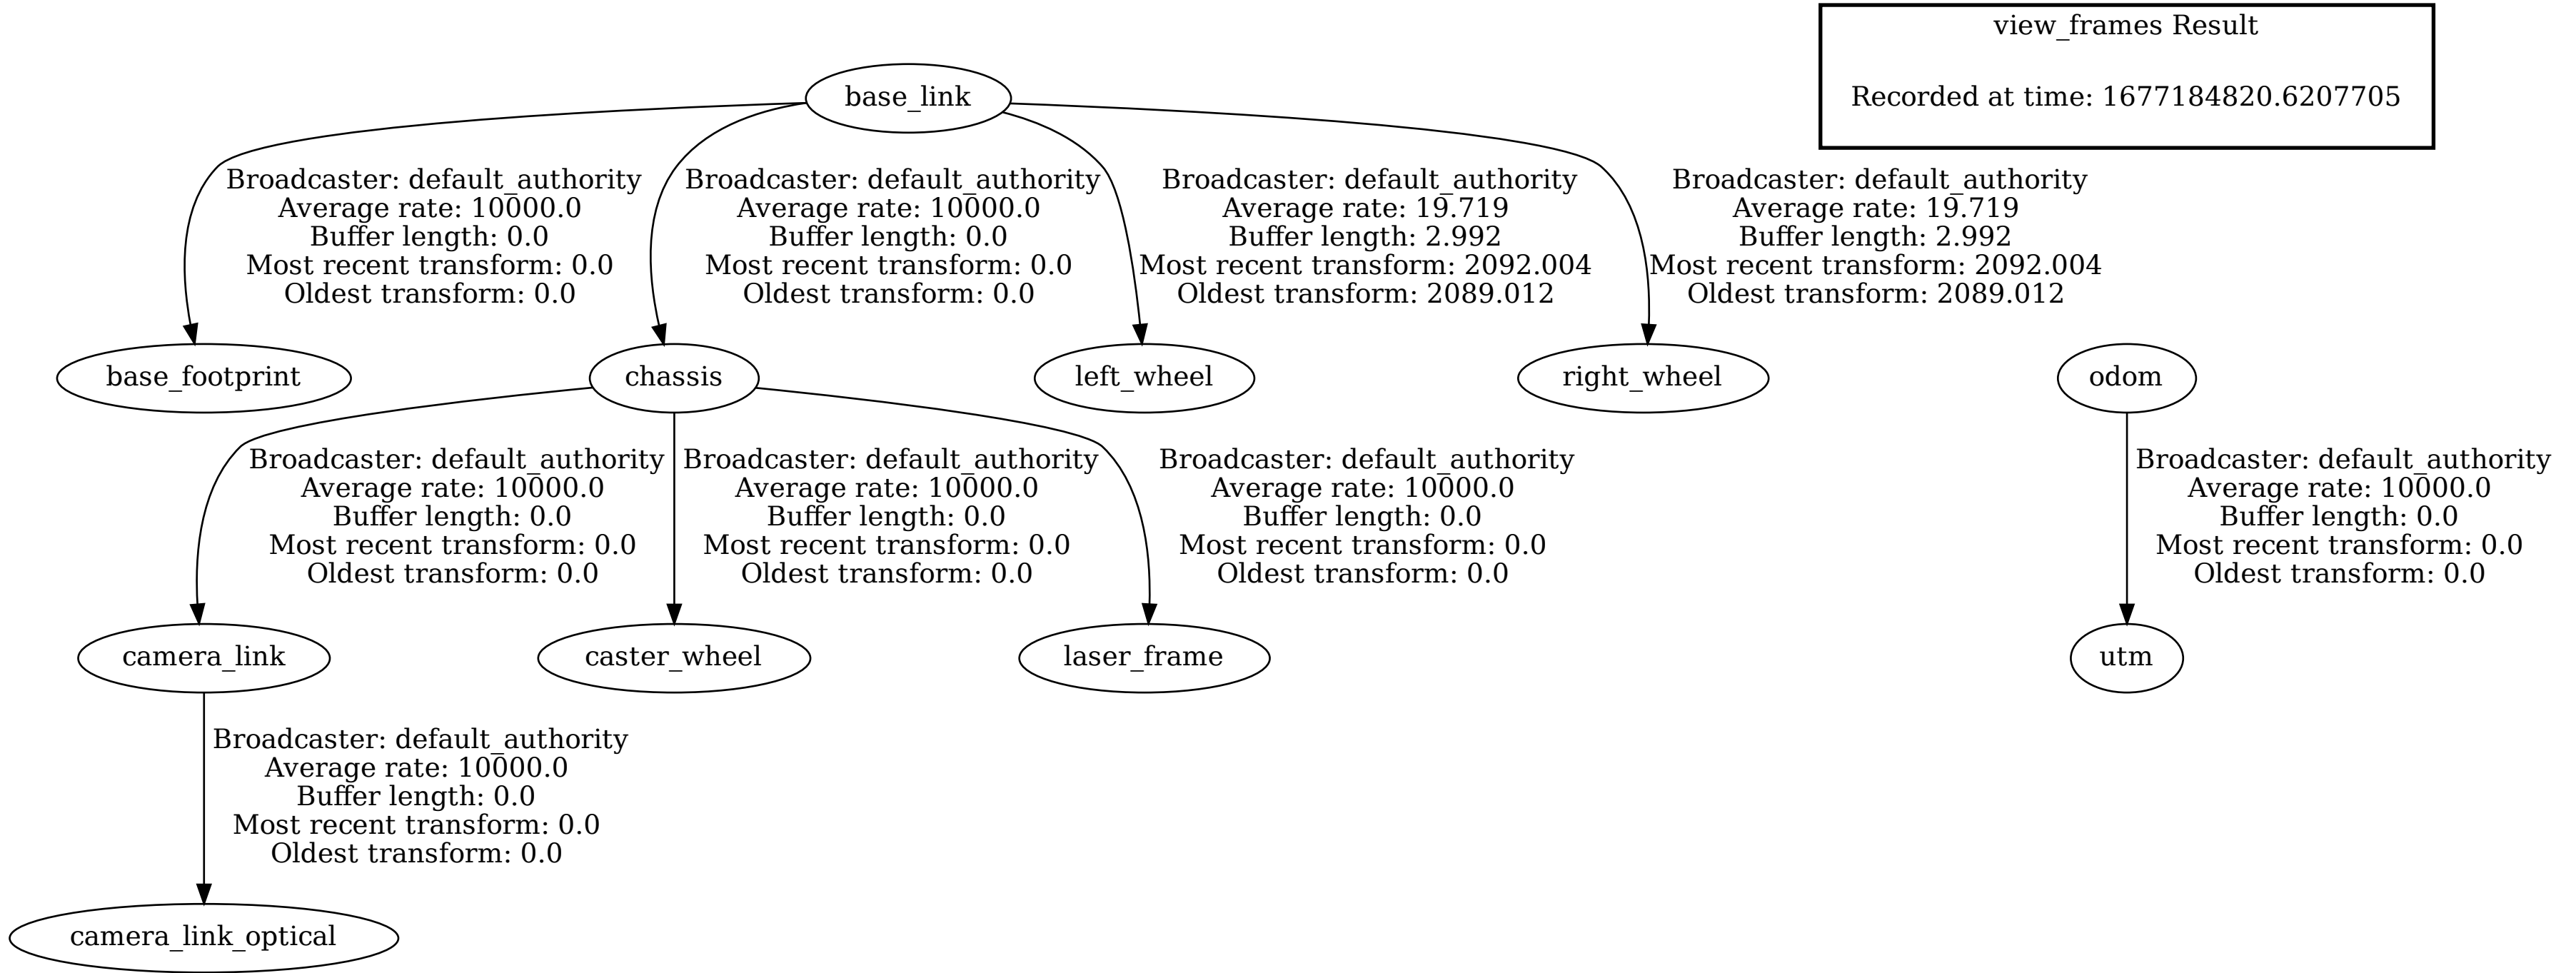 view_frames Result
Recorded at time: 1677184820.6207705
base_link
Broadcaster: default_authority
Average rate: 10000.0
Buffer length: 0.0
Most recent transform: 0.0
Oldest transform: 0.0
Broadcaster: default_authority
Average rate: 10000.0
Buffer length: 0.0
Most recent transform: 0.0
Oldest transform: 0.0
Broadcaster: default_authority
Average rate: 19.719
Buffer length: 2.992
Most recent transform: 2092.004
Oldest transform: 2089.012
Broadcaster: default_authority
Average rate: 19.719
Buffer length: 2.992
Most recent transform: 2092.004
Oldest transform: 2089.012
base_footprint
chassis
left_wheel
right_wheel
odom
Broadcaster: default_authority
Average rate: 10000.0
Buffer length: 0.0
Most recent transform: 0.0
Oldest transform: 0.0
Broadcaster: default_authority
Average rate: 10000.0
Buffer length: 0.0
Most recent transform: 0.0
Oldest transform: 0.0
Broadcaster: default_authority
Average rate: 10000.0
Buffer length: 0.0
Most recent transform: 0.0
Oldest transform: 0.0
Broadcaster: default_authority
Average rate: 10000.0
Buffer length: 0.0
Most recent transform: 0.0
Oldest transform: 0.0
camera_link
caster_wheel
laser_frame
utm
Broadcaster: default_authority
Average rate: 10000.0
Buffer length: 0.0
Most recent transform: 0.0
Oldest transform: 0.0
camera_link_optical